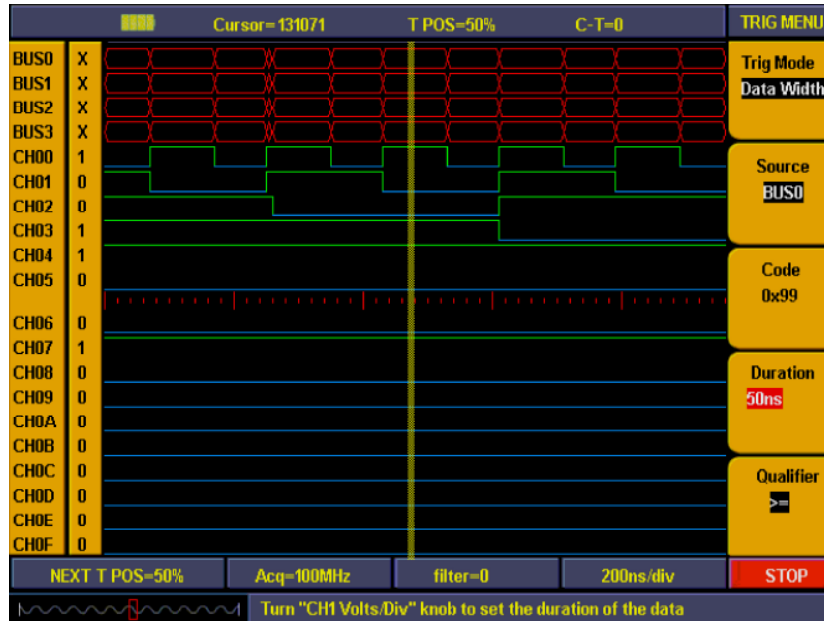 Cursor=131071 T POS=50% C-T=0 TRIG MENU
BUS0 X
BUS1 X
BUS2 X
BUS3 X
CH00 1
CH01 0
CH02 0
CH03 1
CH04 1
CH05 0
CH06 0
CH07 1
CH08 0
CH09 0
CH0A 0
CH0B 0
CH0C 0
CH0D 0
CH0E 0
CH0F 0
Trig Mode
Data Width
Source
BUS0
Code
0x99
Duration
50ns
Qualifier
>=
NEXT T POS=50% Acq=100MHz filter=0 200ns/div STOP
Turn "CH1 Volts/Div" knob to set the duration of the data